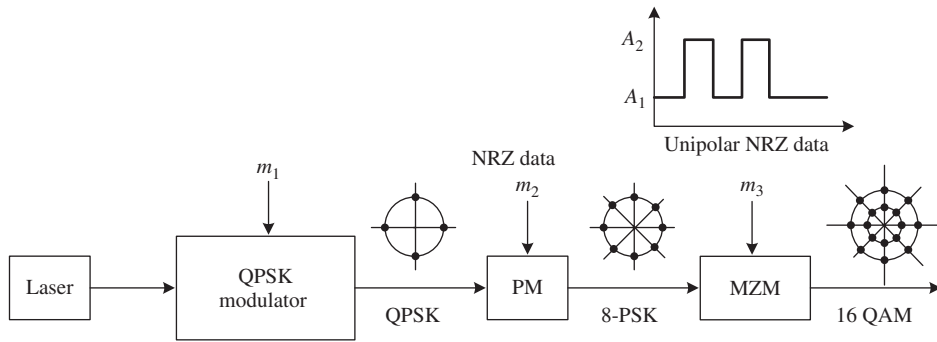 A2
A1
Unipolar NRZ data
NRZ data
m1
m2
m3
Laser
QPSK
modulator
PM
MZM
QPSK
8-PSK
16 QAM